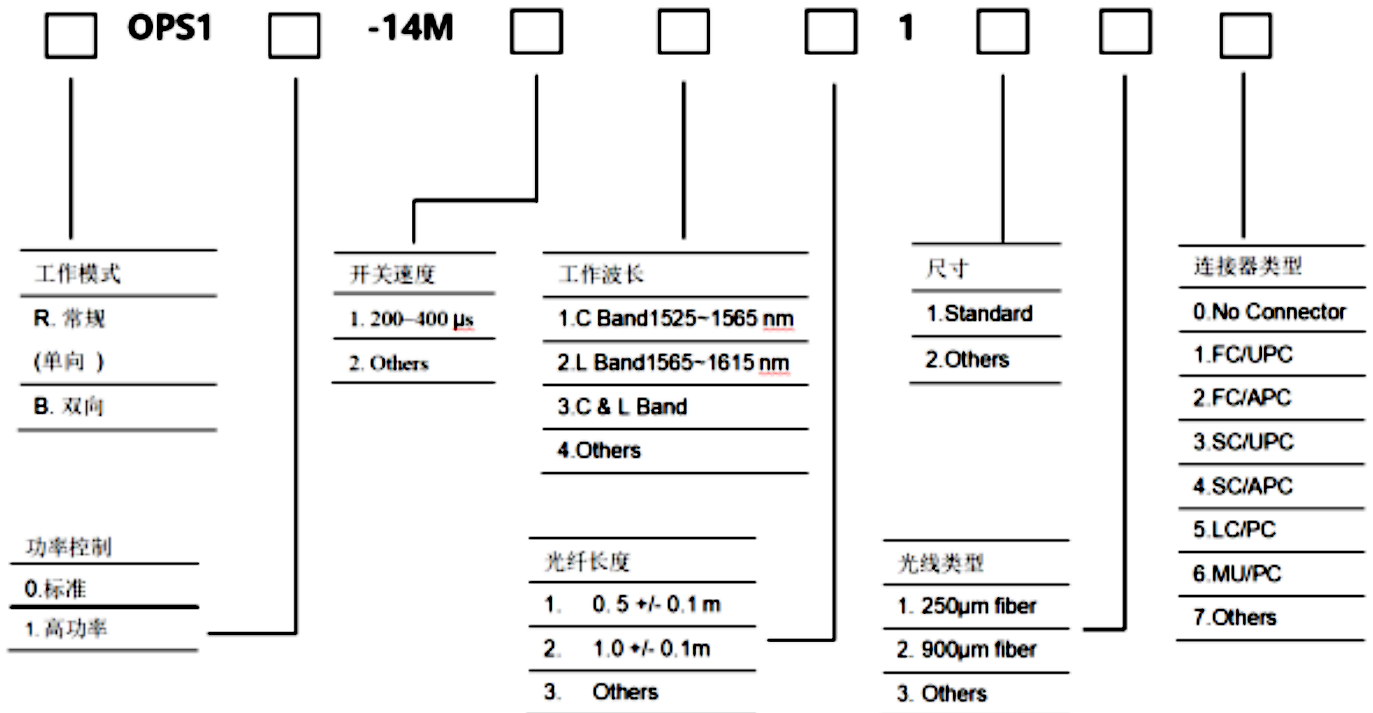 OPS1 -14M 1
工作模式
R. 常规
(单向 )
B. 双向
开关速度
1. 200–400 µs
2. Others
工作波长
1.C Band1525~1565 nm
2.L Band1565~1615 nm
3.C & L Band
4.Others
尺寸
1.Standard
2.Others
连接器类型
0.No Connector
1.FC/UPC
2.FC/APC
3.SC/UPC
4.SC/APC
5.LC/PC
6.MU/PC
7.Others
功率控制
0.标准
1.高功率
光纤长度
1. 0. 5 +/- 0.1 m
2. 1.0 +/- 0.1m
3. Others
光线类型
1. 250µm fiber
2. 900µm fiber
3. Others